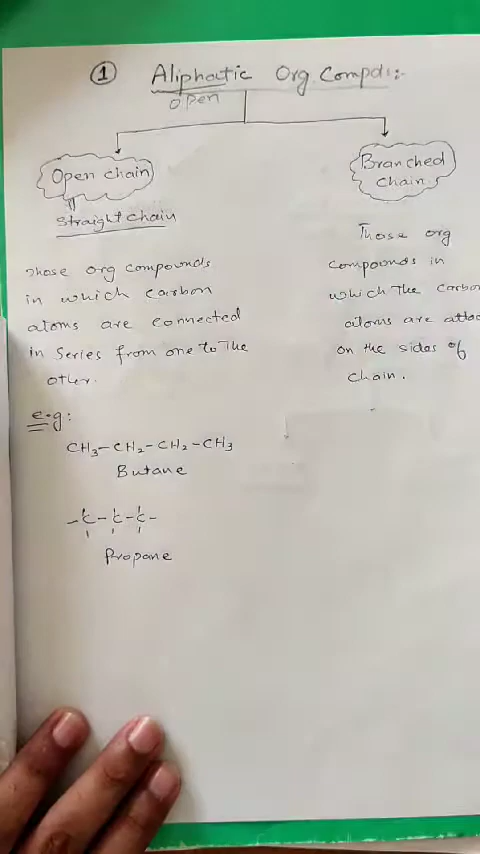 ① Aliphatic Org. Compds:-
open
Open chain
Straight chain
Those org compounds
in which carbon
atoms are connected
in Series from one to The
other.
e.g:
CH₃-CH₂-CH₂-CH₃
Butane
-C-C-C-
Propane
Branched
chain
Those org
compounds in
which The carbon
atoms are attac
on the sides of
chain.